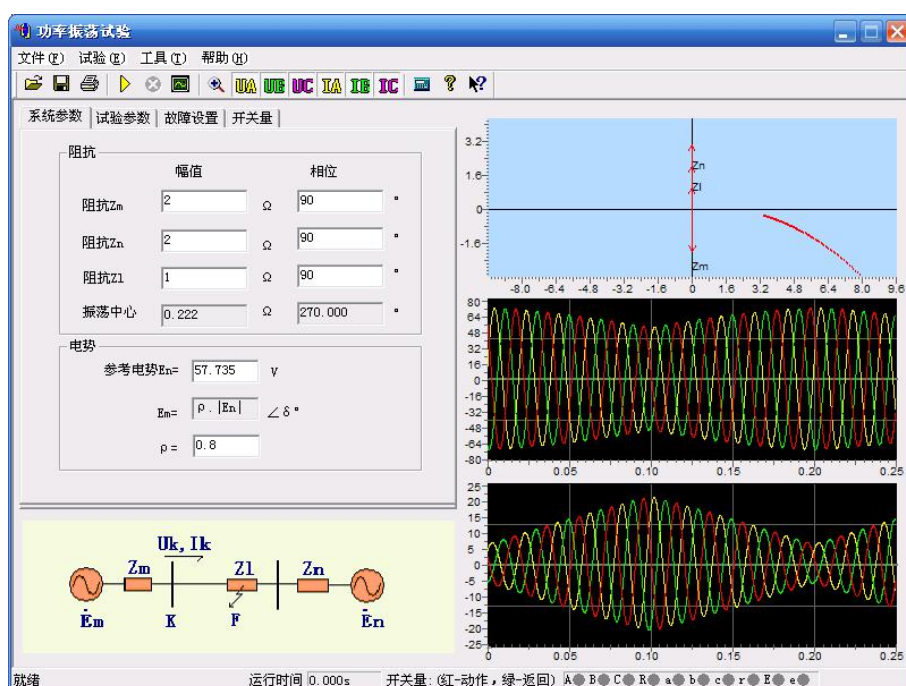 功率振荡试验
文件(F) 试验(E) 工具(T) 帮助(H)
UA UB UC IA IB IC
系统参数 试验参数 故障设置 开关量
阻抗
幅值 相位
阻抗Zm 2 Ω 90 °
阻抗Zn 2 Ω 90 °
阻抗Zl 1 Ω 90 °
振荡中心 0.222 Ω 270.000 °
电势
参考电势En= 57.735 V
Em= ρ.|En| ∠δ°
ρ= 0.8
Uk, Ik
Zm Zl Zn
Ėm K F Ėn
3.2
1.6
0
-1.6
Zn
Zl
Zm
-8.0 -6.4 -4.8 -3.2 -1.6 0 1.6 3.2 4.8 6.4 8.0 9.6
80
64
48
32
16
0
-16
-32
-48
-64
-80
0 0.05 0.10 0.15 0.20 0.25
25
20
15
10
5
0
-5
-10
-15
-20
-25
0 0.05 0.10 0.15 0.20 0.25
就绪 运行时间 0.000s 开关量:(红-动作，绿-返回) A B C R a b c r E e